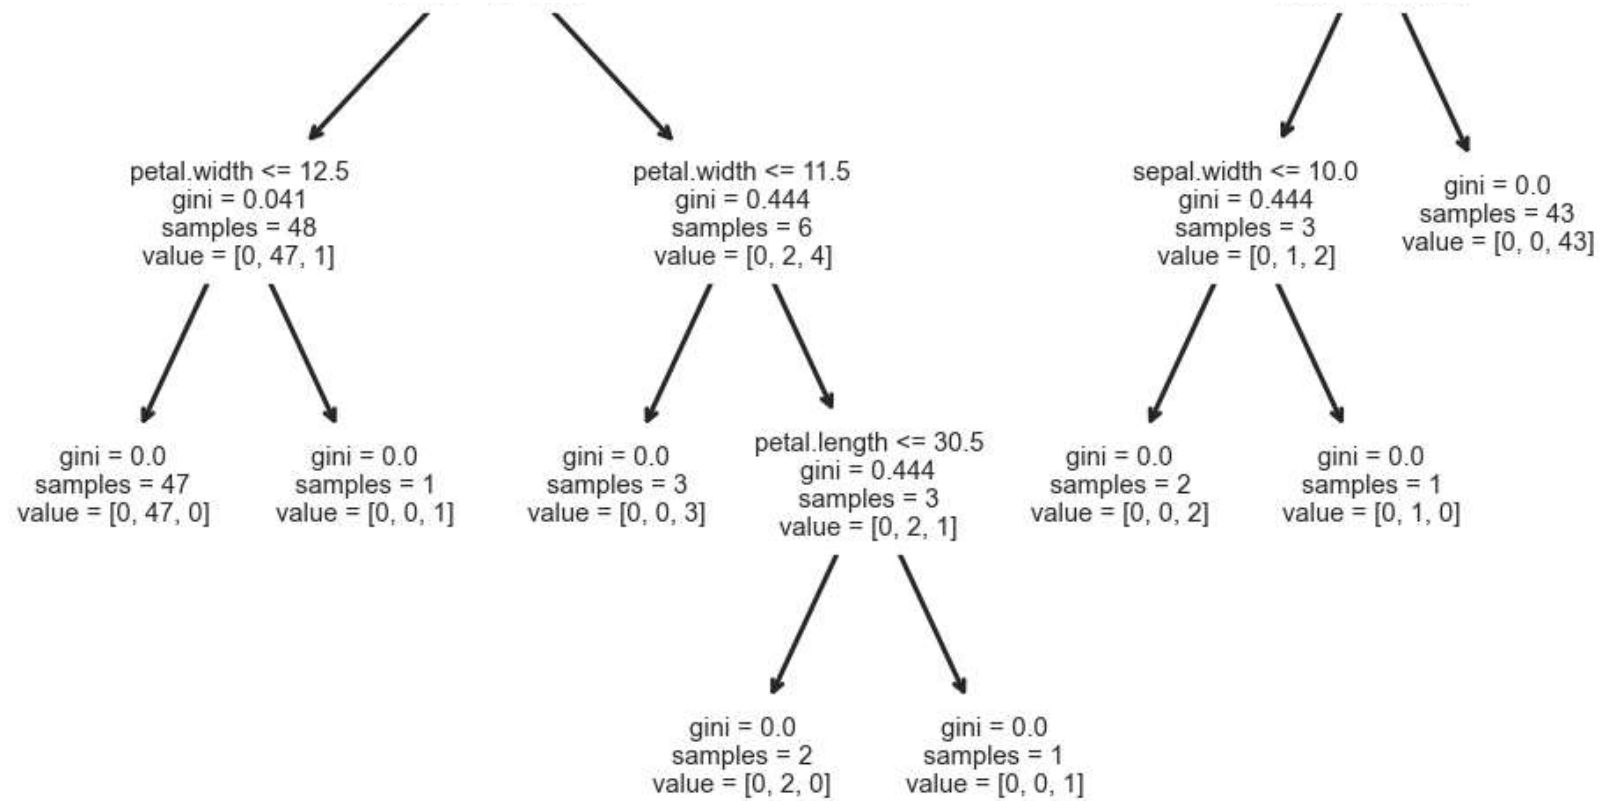 petal.width <= 12.5
gini = 0.041
samples = 48
value = [0, 47, 1]
petal.width <= 11.5
gini = 0.444
samples = 6
value = [0, 2, 4]
sepal.width <= 10.0
gini = 0.444
samples = 3
value = [0, 1, 2]
gini = 0.0
samples = 43
value = [0, 0, 43]
gini = 0.0
samples = 47
value = [0, 47, 0]
gini = 0.0
samples = 1
value = [0, 0, 1]
gini = 0.0
samples = 3
value = [0, 0, 3]
petal.length <= 30.5
gini = 0.444
samples = 3
value = [0, 2, 1]
gini = 0.0
samples = 2
value = [0, 0, 2]
gini = 0.0
samples = 1
value = [0, 1, 0]
gini = 0.0
samples = 2
value = [0, 2, 0]
gini = 0.0
samples = 1
value = [0, 0, 1]